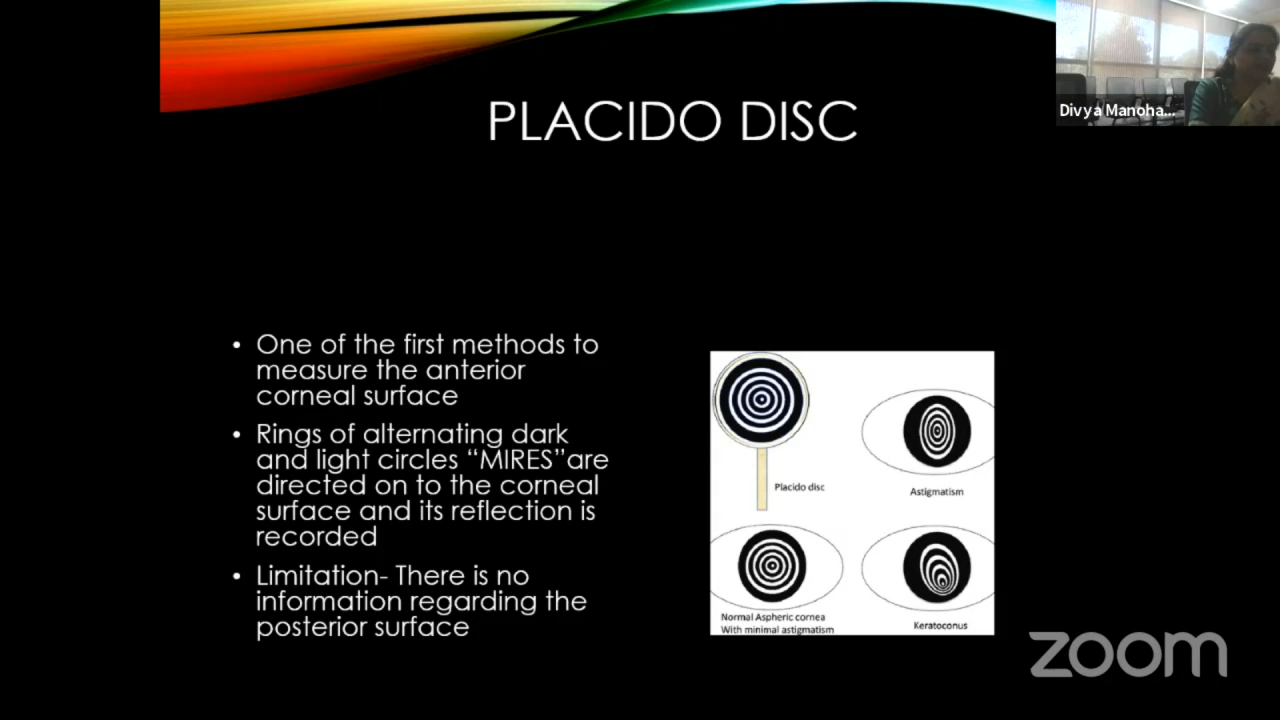 Divya Manoha...
PLACIDO DISC
• One of the first methods to
measure the anterior
corneal surface
• Rings of alternating dark
and light circles “MIRES”are
directed on to the corneal
surface and its reflection is
recorded
• Limitation- There is no
information regarding the
posterior surface
Placido disc
Astigmatism
Normal Aspheric cornea
With minimal astigmatism
Keratoconus
zoom